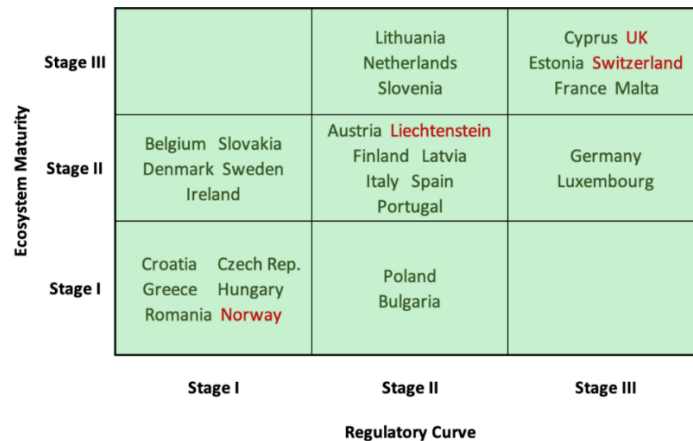 Ecosystem Maturity
Stage III
Lithuania
Netherlands
Slovenia
Cyprus UK
Estonia Switzerland
France Malta
Stage II
Belgium Slovakia
Denmark Sweden
Ireland
Austria Liechtenstein
Finland Latvia
Italy Spain
Portugal
Germany
Luxembourg
Stage I
Croatia Czech Rep.
Greece Hungary
Romania Norway
Poland
Bulgaria
Stage I Stage II Stage III
Regulatory Curve